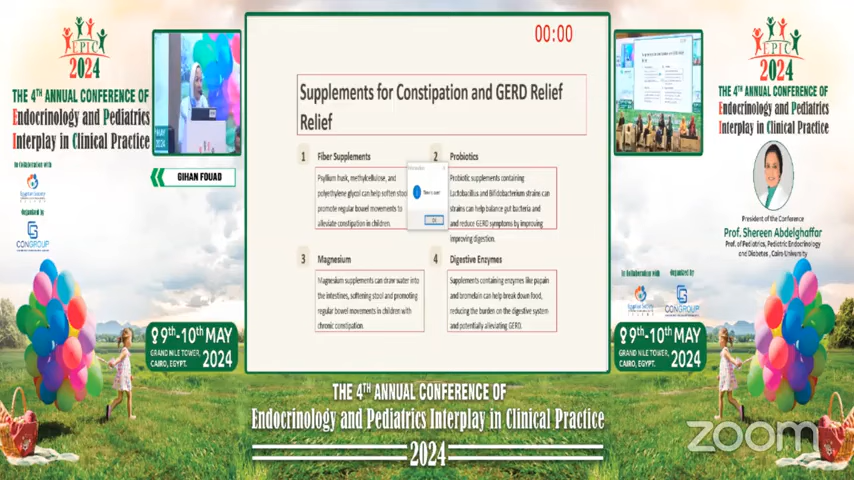 EPIC
2024
THE 4TH ANNUAL CONFERENCE OF
Endocrinology and Pediatrics
Interplay in Clinical Practice
In Collaboration with
Organized by
CONGROUP
9th-10th MAY
GRAND NILE TOWER,
CAIRO, EGYPT.
2024
MAY
2024
GIHAN FOUAD
00:00
Supplements for Constipation and GERD Relief
Relief
1
Fiber Supplements
Psyllium husk, methylcellulose, and
polyethylene glycol can help soften stool
promote regular bowel movements to
alleviate constipation in children.
2
Probiotics
Probiotic supplements containing
Lactobacillus and Bifidobacterium strains can
strains can help balance gut bacteria and
and reduce GERD symptoms by improving
improving digestion.
OK
3
Magnesium
Magnesium supplements can draw water into
the intestines, softening stool and promoting
regular bowel movements in children with
chronic constipation.
4
Digestive Enzymes
Supplements containing enzymes like papain
and bromelain can help break down food,
reducing the burden on the digestive system
and potentially alleviating GERD.
THE 4TH ANNUAL CONFERENCE OF
Endocrinology and Pediatrics Interplay in Clinical Practice
2024
EPIC
2024
THE 4TH ANNUAL CONFERENCE OF
Endocrinology and Pediatrics
Interplay in Clinical Practice
President of the Conference
Prof. Shereen Abdelghaffar
Prof. of Pediatrics, Pediatric Endocrinology
and Diabetes, Cairo University
In Collaboration with
Organized by
CONGROUP
9th-10th MAY
GRAND NILE TOWER,
CAIRO, EGYPT.
2024
zoom